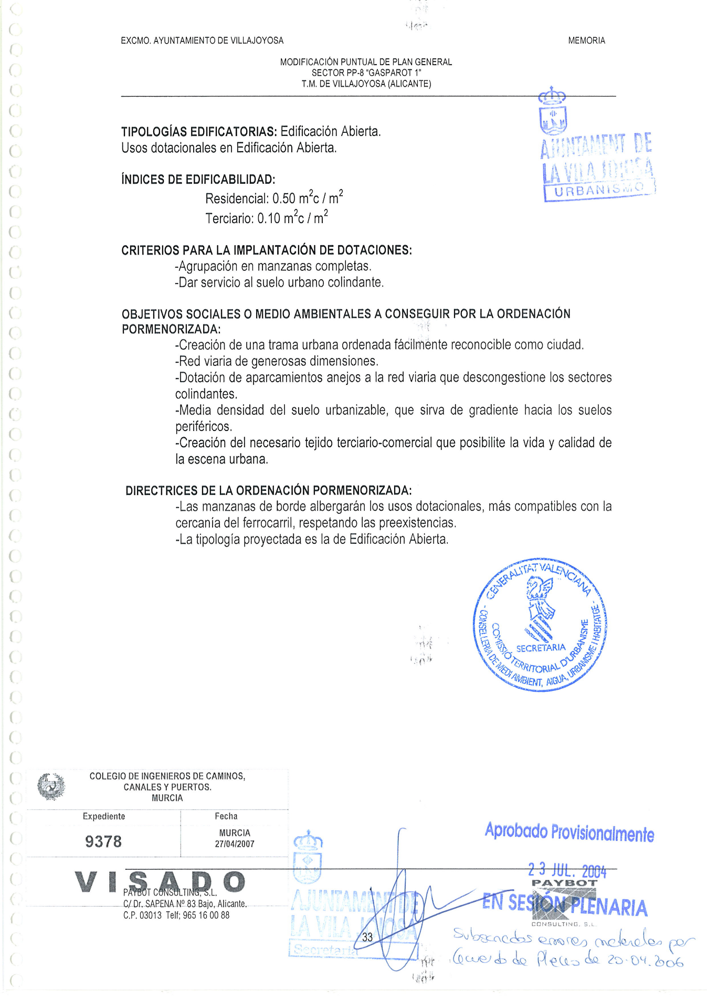 EXCMO. AYUNTAMIENTO DE VILLAJOYOSA MEMORIA
MODIFICACIÓN PUNTUAL DE PLAN GENERAL
SECTOR PP-8 "GASPAROT 1"
T.M. DE VILLAJOYOSA (ALICANTE)
AJUNTAMENT DE
LA VILA JOIOSA
URBANISMO
TIPOLOGÍAS EDIFICATORIAS: Edificación Abierta.
Usos dotacionales en Edificación Abierta.
ÍNDICES DE EDIFICABILIDAD:
Residencial: 0.50 m²c / m²
Terciario: 0.10 m²c / m²
CRITERIOS PARA LA IMPLANTACIÓN DE DOTACIONES:
-Agrupación en manzanas completas.
-Dar servicio al suelo urbano colindante.
OBJETIVOS SOCIALES O MEDIO AMBIENTALES A CONSEGUIR POR LA ORDENACIÓN
PORMENORIZADA:
-Creación de una trama urbana ordenada fácilmente reconocible como ciudad.
-Red viaria de generosas dimensiones.
-Dotación de aparcamientos anejos a la red viaria que descongestione los sectores
colindantes.
-Media densidad del suelo urbanizable, que sirva de gradiente hacia los suelos
periféricos.
-Creación del necesario tejido terciario-comercial que posibilite la vida y calidad de
la escena urbana.
DIRECTRICES DE LA ORDENACIÓN PORMENORIZADA:
-Las manzanas de borde albergarán los usos dotacionales, más compatibles con la
cercanía del ferrocarril, respetando las preexistencias.
-La tipología proyectada es la de Edificación Abierta.
GENERALITAT VALENCIANA
- CONSELLERIA DE MEDI AMBIENT, AIGUA, URBANISME I HABITATGE -
COMISSIÓ TERRITORIAL D'URBANISME
SECRETARIA
COLEGIO DE INGENIEROS DE CAMINOS,
CANALES Y PUERTOS.
MURCIA
Expediente Fecha
9378 MURCIA
27/04/2007
VISADO
Aprobado Provisionalmente
23 JUL. 2004
EN SESIÓN PLENARIA
PAYBOT
CONSULTING, S.L.
PAYBOT CONSULTING, S.L.
C/ Dr. SAPENA Nº 83 Bajo, Alicante.
C.P. 03013 Telf; 965 16 00 88
AJUNTAMENT DE
LA VILA JOIOSA
Secretaria
33
Subsanados errores materiales por
Acuerdo de Pleno de 20.04.2006